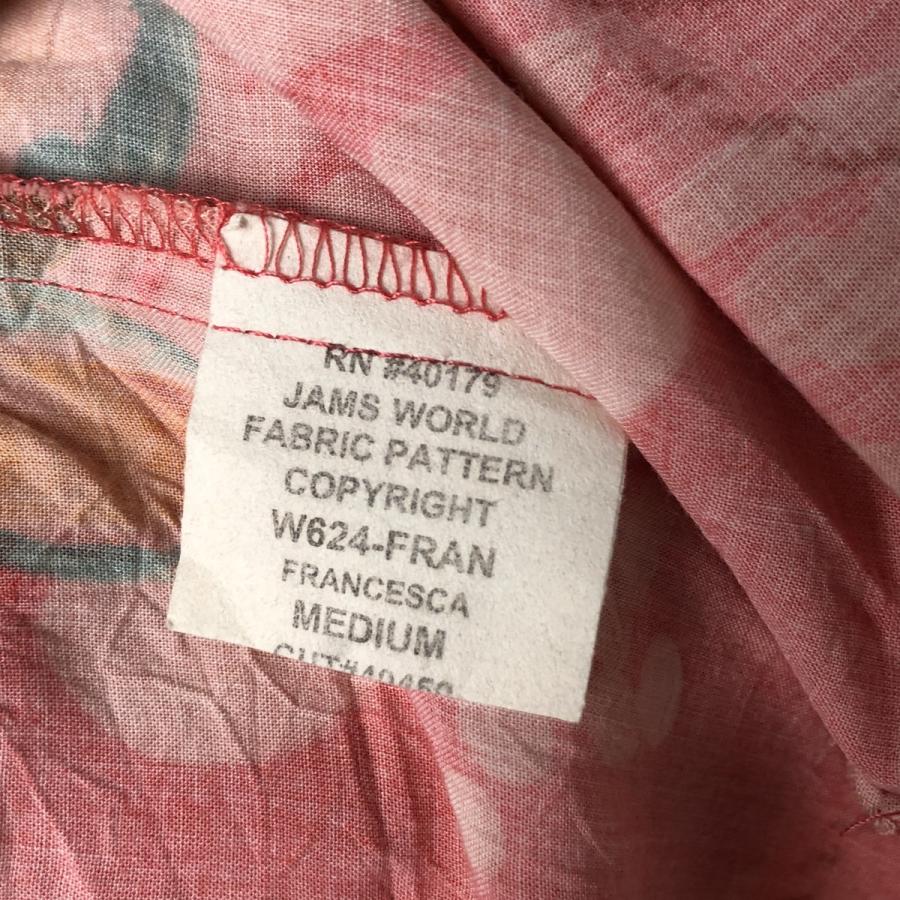 RN #40179
JAMS WORLD
FABRIC PATTERN
COPYRIGHT
W624-FRAN
FRANCESCA
MEDIUM